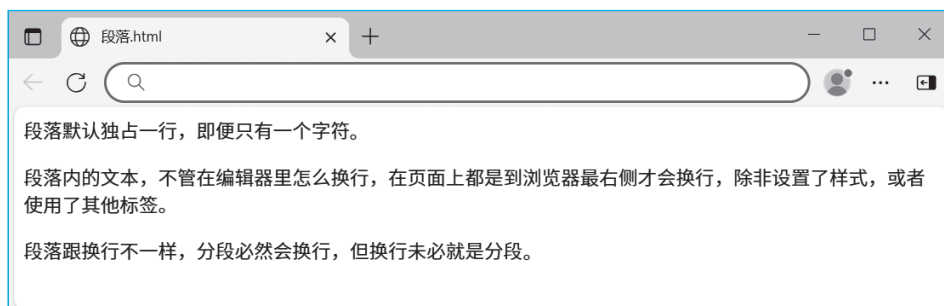 段落.html
段落默认独占一行，即便只有一个字符。
段落内的文本，不管在编辑器里怎么换行，在页面上都是到浏览器最右侧才会换行，除非设置了样式，或者
使用了其他标签。
段落跟换行不一样，分段必然会换行，但换行未必就是分段。